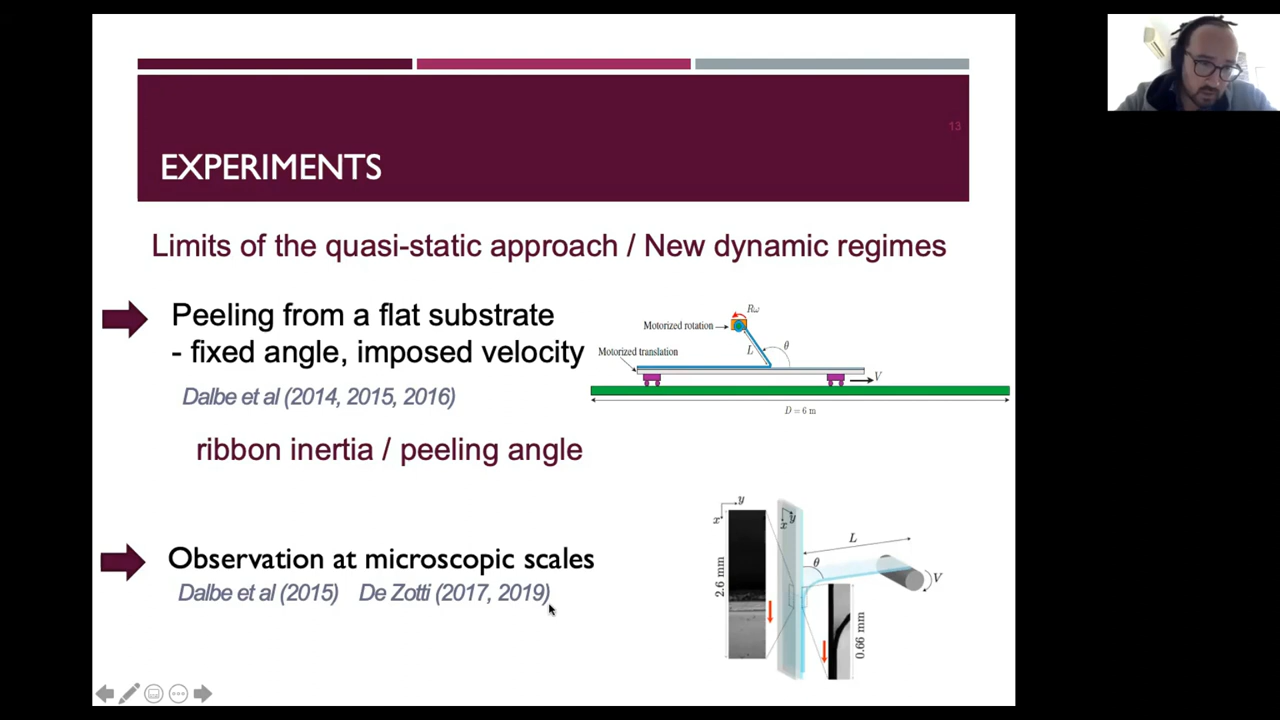 13
EXPERIMENTS
Limits of the quasi-static approach / New dynamic regimes
Peeling from a flat substrate
- fixed angle, imposed velocity
Dalbe et al (2014, 2015, 2016)
ribbon inertia / peeling angle
Rω
Motorized rotation
L
θ
Motorized translation
V
D = 6 m
Observation at microscopic scales
Dalbe et al (2015) De Zotti (2017, 2019)
y
x
y
x
2.6 mm
L
θ
V
0.66 mm